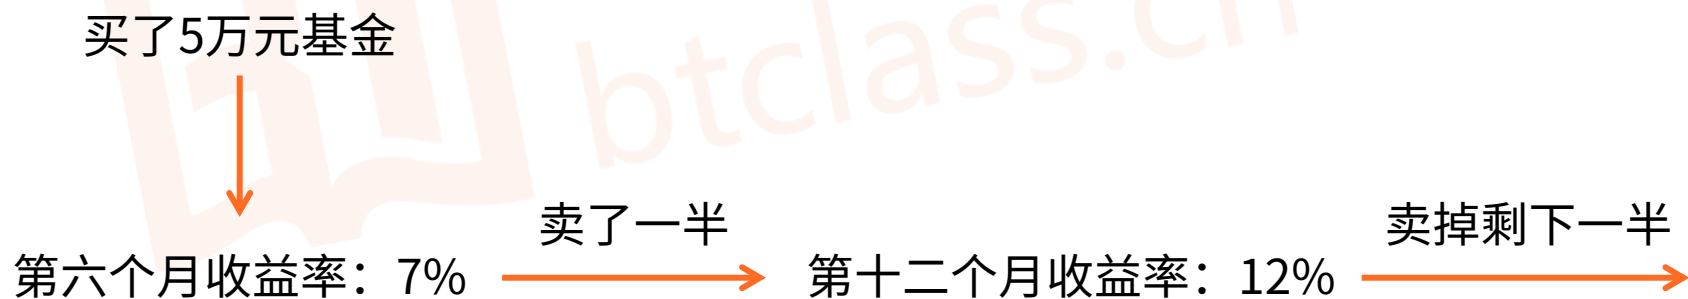 买了5万元基金
btclass.cn
卖了一半
卖掉剩下一半
第六个月收益率：7%
第十二个月收益率：12%